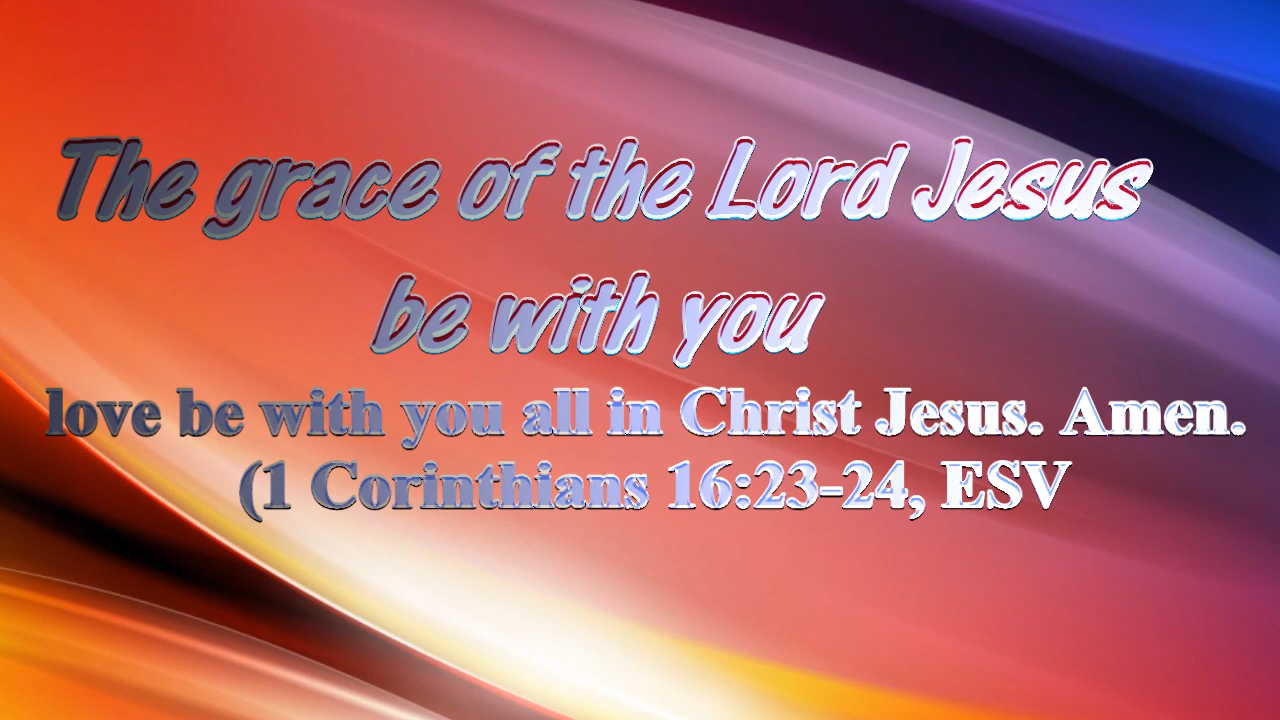 The grace of the Lord Jesus
be with you
love be with you all in Christ Jesus. Amen.
(1 Corinthians 16:23-24, ESV